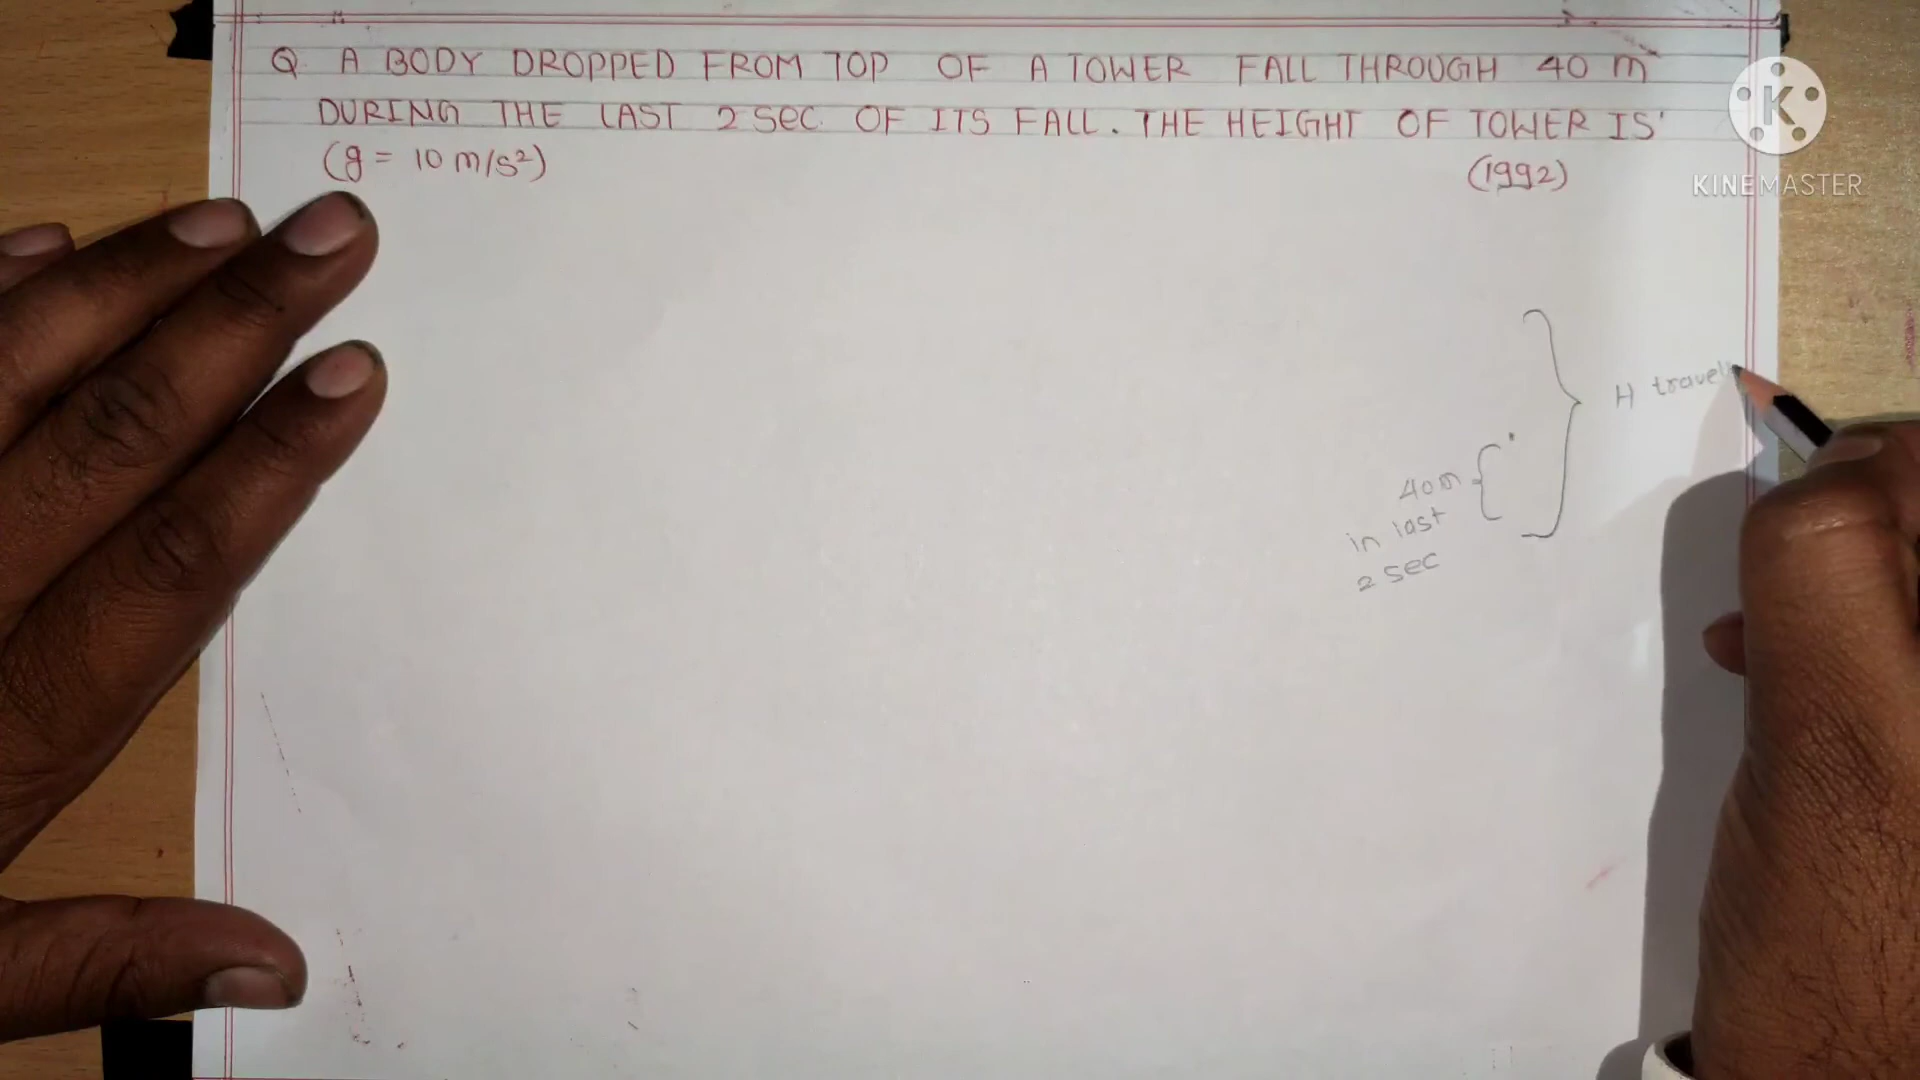 Q. A BODY DROPPED FROM TOP OF A TOWER FALL THROUGH 40 m
DURING THE LAST 2 Sec. OF ITS FALL. THE HEIGHT OF TOWER IS'
(g = 10 m/s²)
(1992)
K
KINEMASTER
H travell
40m
in last
2 sec